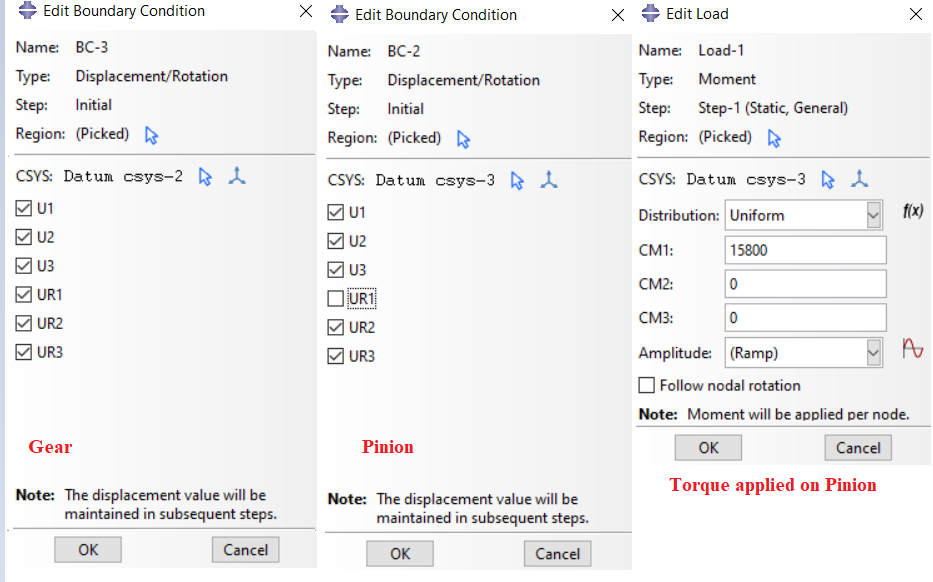 Edit Boundary Condition
Name: BC-3
Type: Displacement/Rotation
Step: Initial
Region: (Picked)
CSYS: Datum csys-2
U1
U2
U3
UR1
UR2
UR3
Gear
Note: The displacement value will be
maintained in subsequent steps.
OK Cancel
Edit Boundary Condition
Name: BC-2
Type: Displacement/Rotation
Step: Initial
Region: (Picked)
CSYS: Datum csys-3
U1
U2
U3
UR1
UR2
UR3
Pinion
Note: The displacement value will be
maintained in subsequent steps.
OK Cancel
Edit Load
Name: Load-1
Type: Moment
Step: Step-1 (Static, General)
Region: (Picked)
CSYS: Datum csys-3
Distribution: Uniform f(x)
CM1: 15800
CM2: 0
CM3: 0
Amplitude: (Ramp)
Follow nodal rotation
Note: Moment will be applied per node.
OK Cancel
Torque applied on Pinion